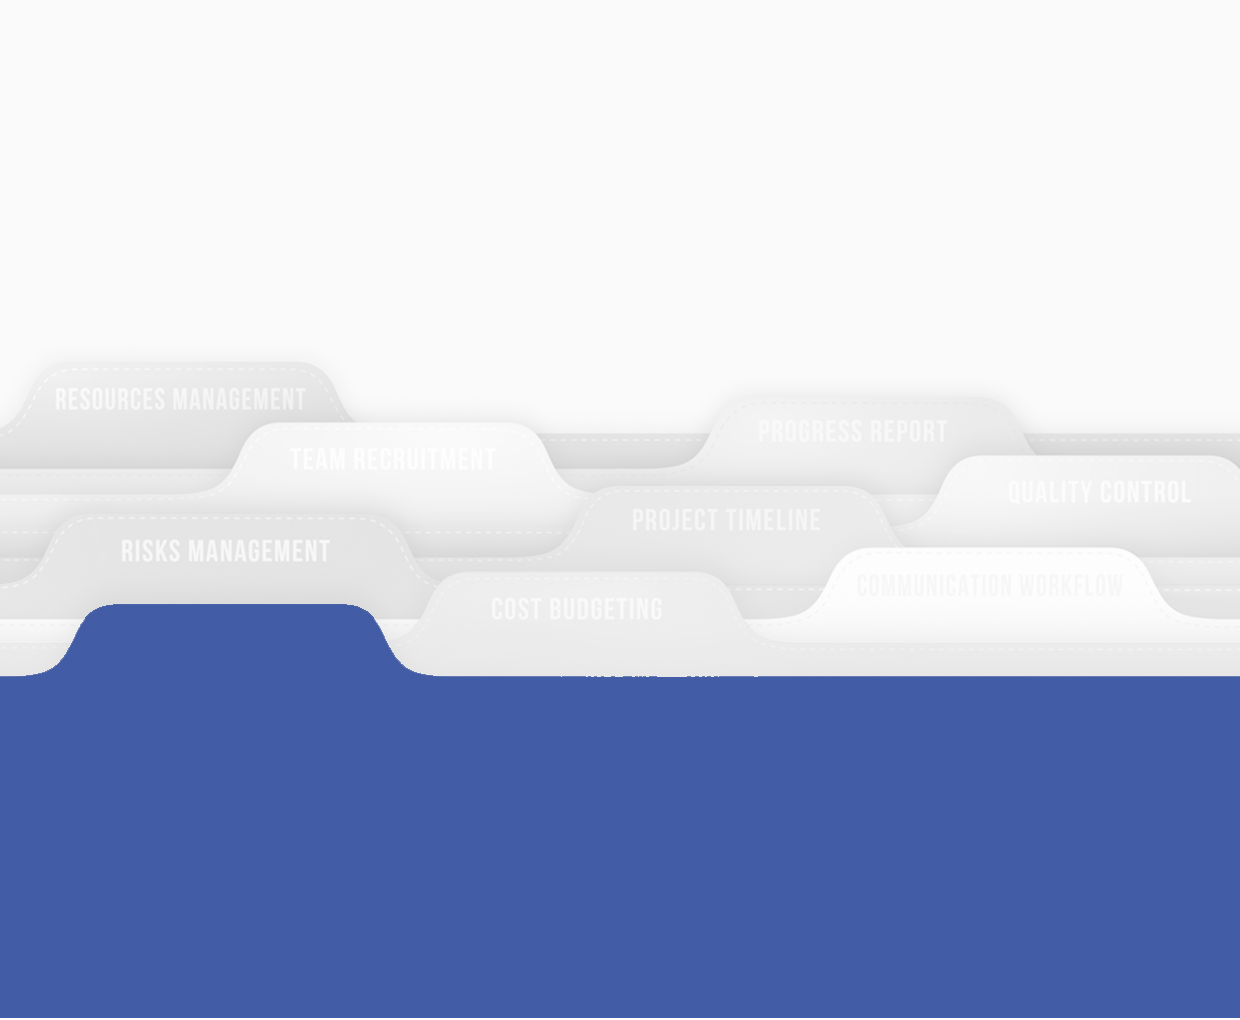 RESOURCES MANAGEMENT
PROGRESS REPORT
TEAM RECRUITMENT
QUALITY CONTROL
PROJECT TIMELINE
RISKS MANAGEMENT
COMMUNICATION WORKFLOW
COST BUDGETING